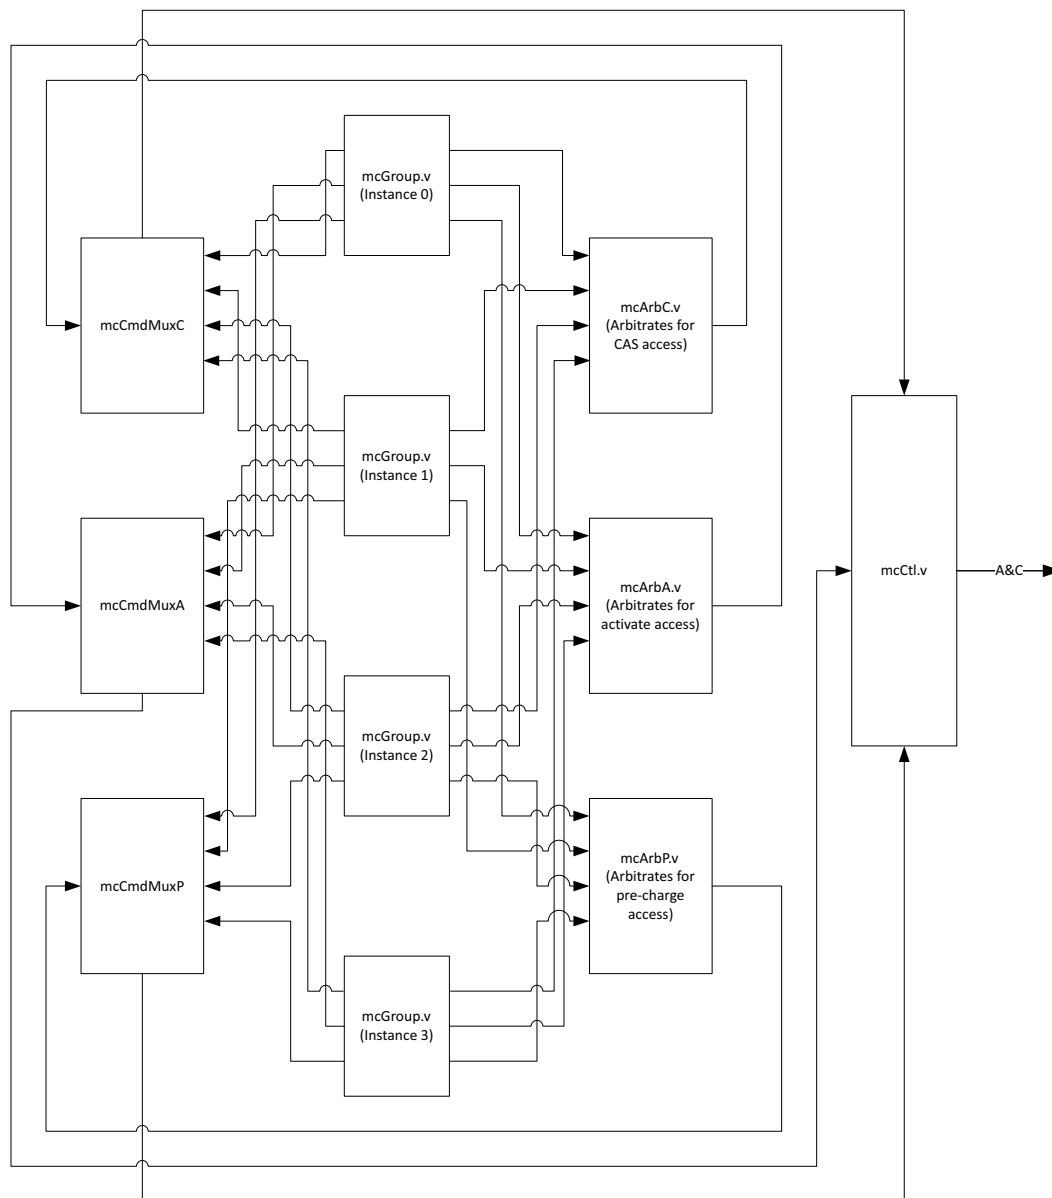 mcGroup.v
(Instance 0)
mcCmdMuxC
mcArbC.v
(Arbitrates for
CAS access)
mcGroup.v
(Instance 1)
mcCmdMuxA
mcArbA.v
(Arbitrates for
activate access)
mcCtl.v
A&C
mcGroup.v
(Instance 2)
mcCmdMuxP
mcArbP.v
(Arbitrates for
pre-charge
access)
mcGroup.v
(Instance 3)